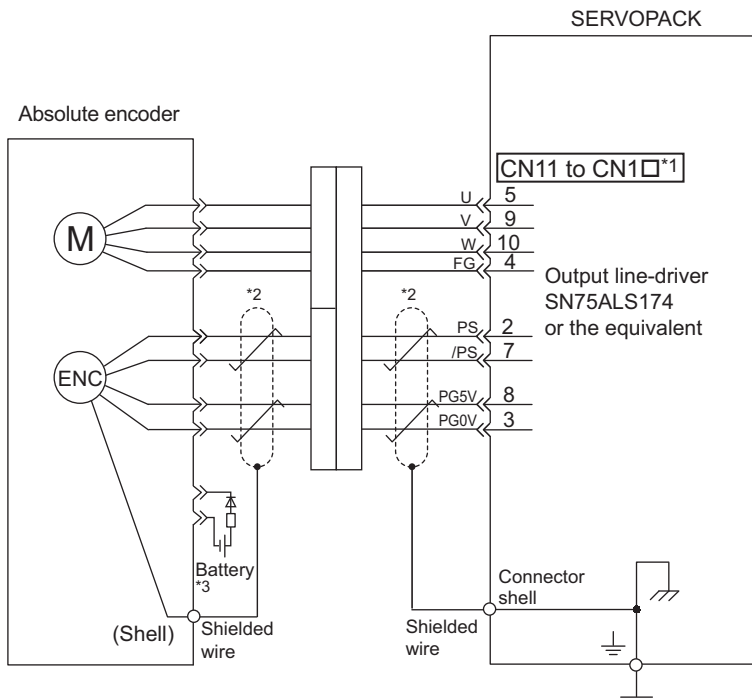 SERVOPACK
Absolute encoder
CN11 to CN1□*1
U 5
V 9
M
W 10
FG 4
Output line-driver
SN75ALS174
or the equivalent
*2 *2
PS 2
/PS 7
ENC
PG5V 8
PG0V 3
Battery
*3
Connector
shell
(Shell)
Shielded
wire
Shielded
wire